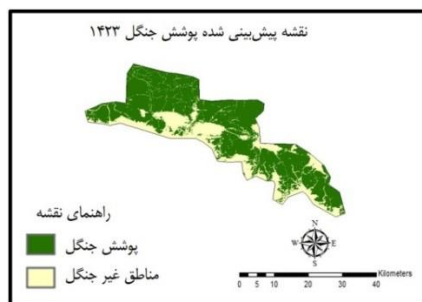 نقشه پیش‌بینی شده پوشش جنگل ۱۴۲۳
راهنمای نقشه
پوشش جنگل
مناطق غیر جنگل
N
W E
S
Kilometers
0 5 10 20 30 40